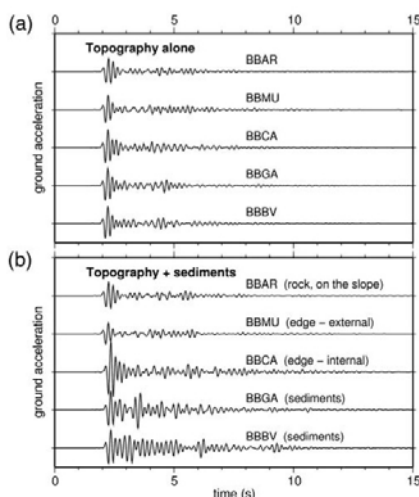 (a)
0 5 10 15
Topography alone
BBAR
BBMU
BBCA
BBGA
BBBV
ground acceleration
(b)
Topography + sediments
BBAR (rock, on the slope)
BBMU (edge – external)
BBCA (edge – internal)
BBGA (sediments)
BBBV (sediments)
ground acceleration
0 5 10 15
time (s)